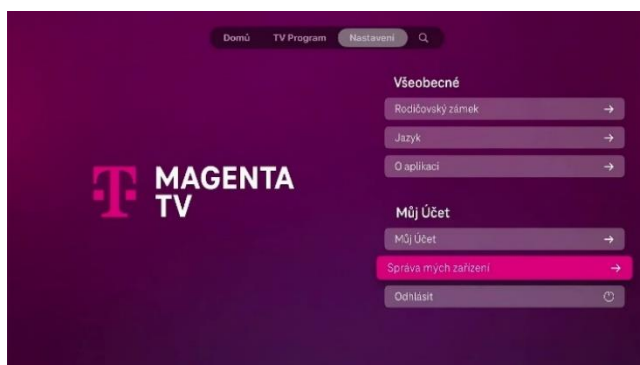 Domů TV Program Nastavení
Všeobecné
Rodičovský zámek
Jazyk
O aplikaci
T MAGENTA
TV
Můj Účet
Můj Účet
Správa mých zařízení
Odhlásit